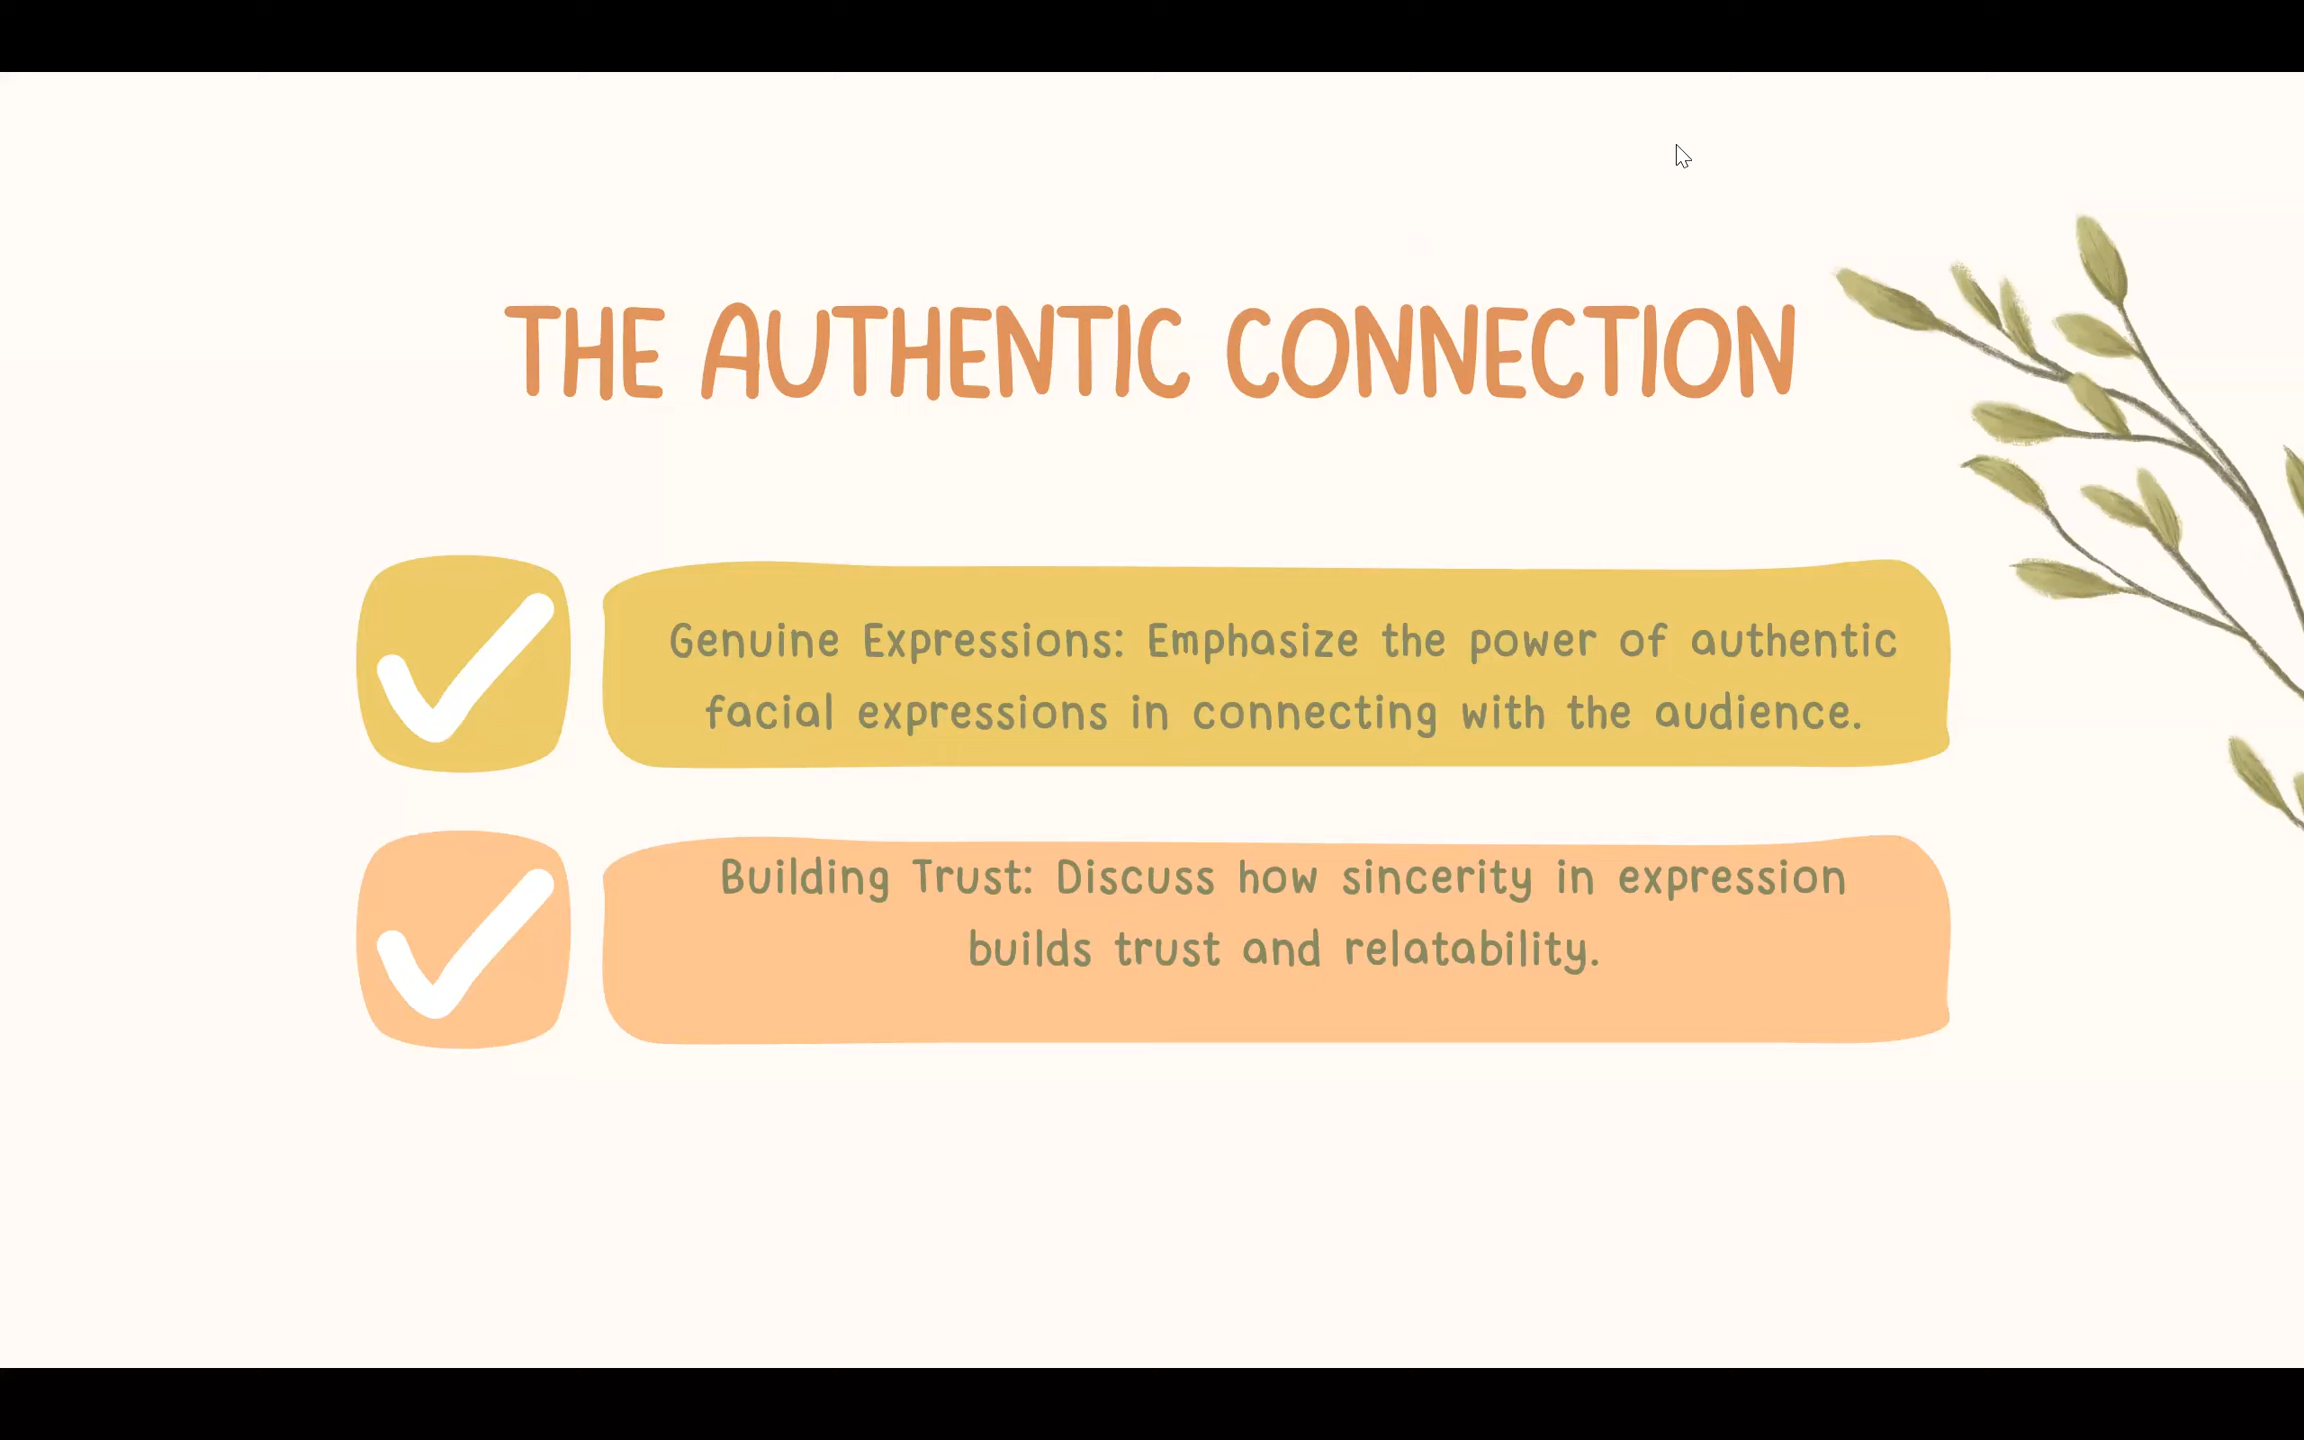 THE AUTHENTIC CONNECTION
Genuine Expressions: Emphasize the power of authentic
facial expressions in connecting with the audience.
Building Trust: Discuss how sincerity in expression
builds trust and relatability.